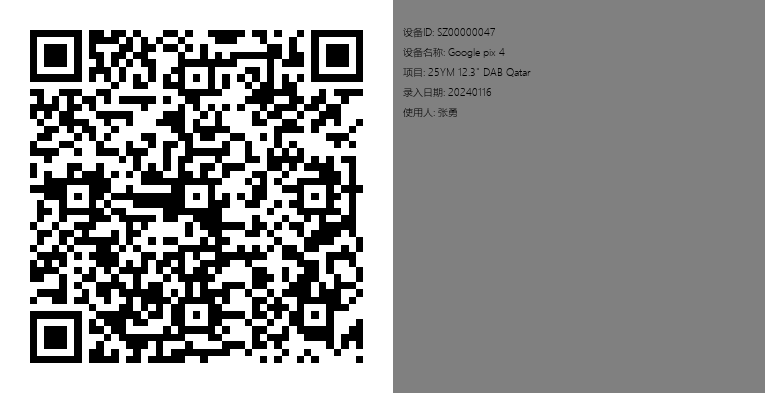 设备ID: SZ00000047
设备名称: Google pix 4
项目: 25YM 12.3" DAB Qatar
录入日期: 20240116
使用人: 张勇